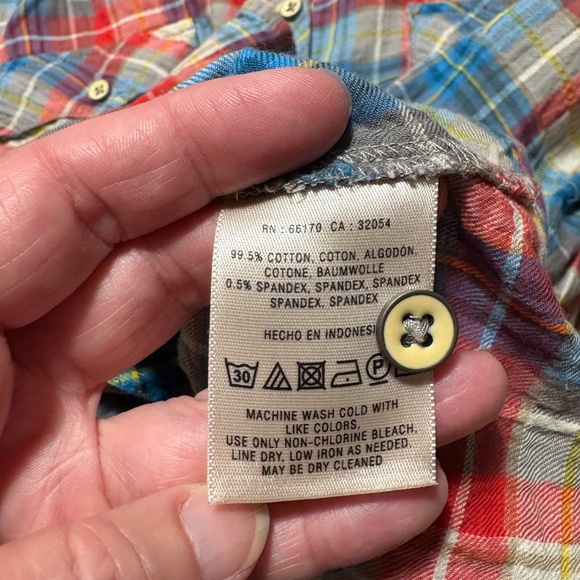 RN : 66170 CA : 32054
99.5% COTTON, COTON, ALGODÓN,
COTONE, BAUMWOLLE
0.5% SPANDEX, SPANDEX, SPANDEX
SPANDEX, SPANDEX
HECHO EN INDONESI
30 P
MACHINE WASH COLD WITH
LIKE COLORS,
USE ONLY NON-CHLORINE BLEACH,
LINE DRY, LOW IRON AS NEEDED,
MAY BE DRY CLEANED